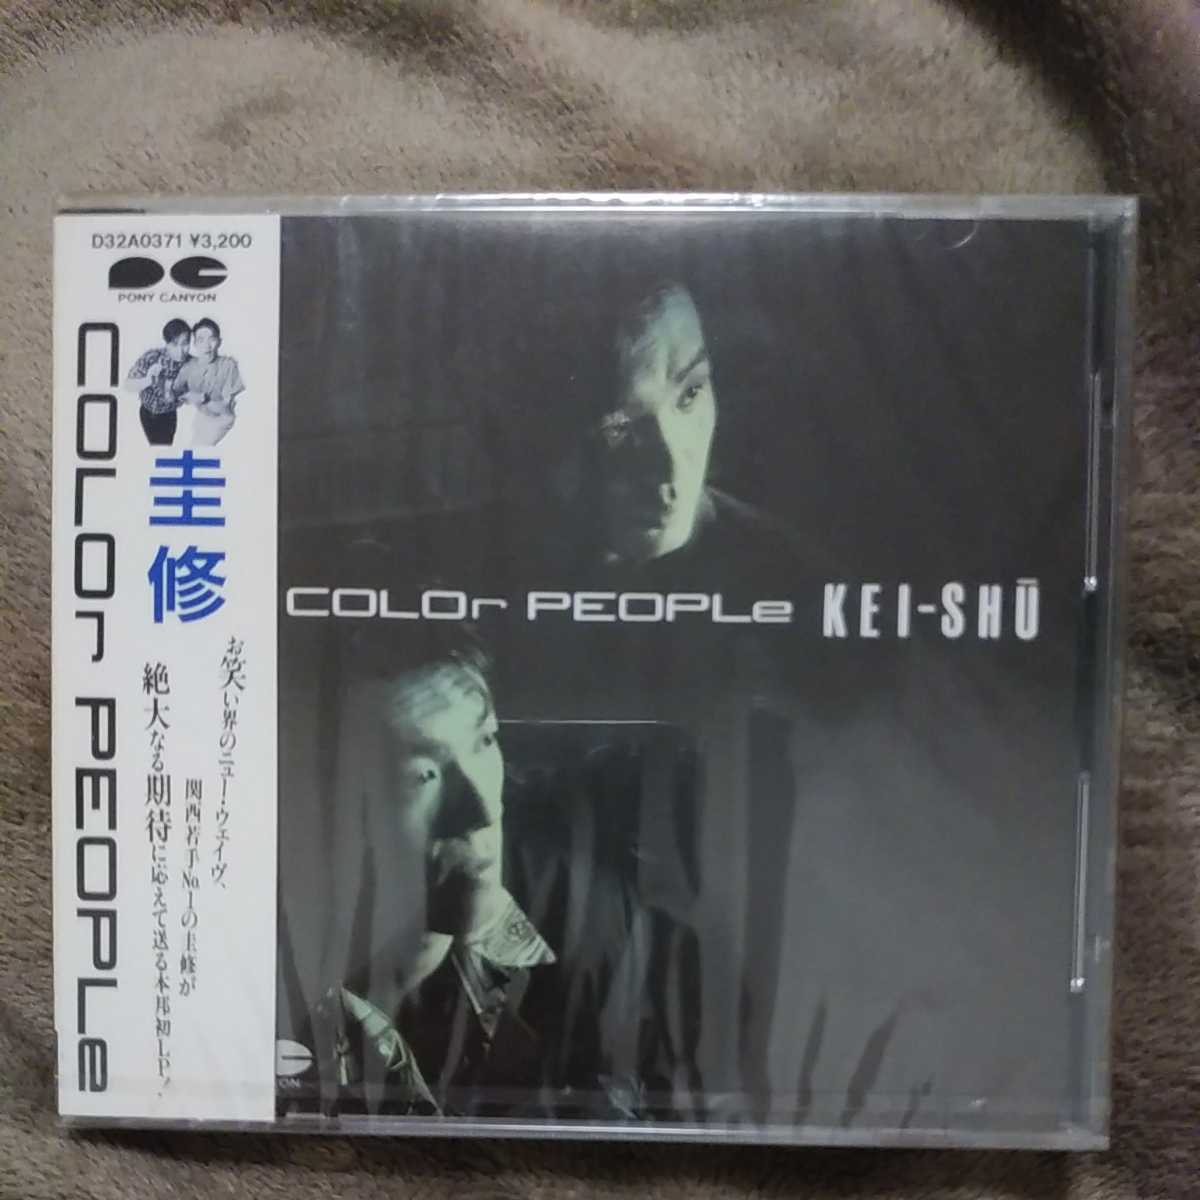 D32A0371 ¥3,200
PONY CANYON
COLOr PEOPLe
圭修
お笑い界のニュー・ウェイヴ、
関西若手No.1の圭修が
絶大なる期待に応えて送る本邦初LP!
COLOr PEOPLe KEI-SHŪ